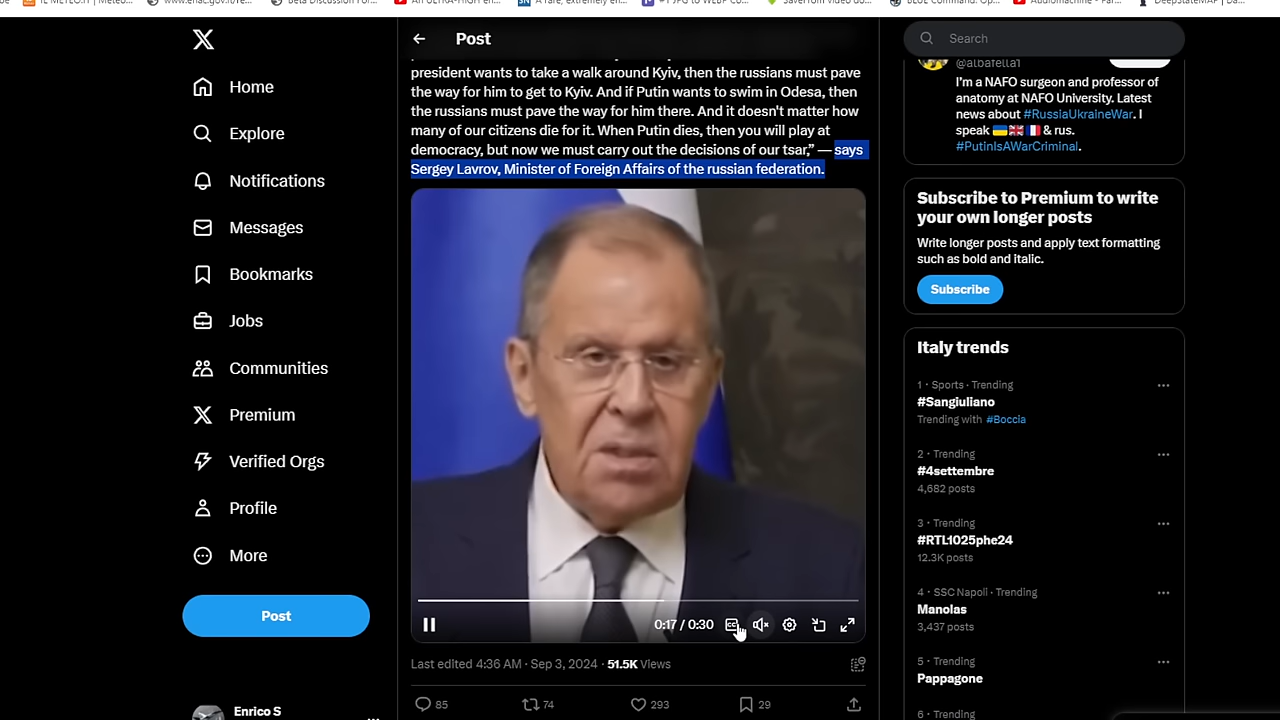 X
Home
Explore
Notifications
Messages
Bookmarks
Jobs
Communities
Premium
Verified Orgs
Profile
More
Post
Enrico S
Post
president wants to take a walk around Kyiv, then the russians must pave
the way for him to get to Kyiv. And if Putin wants to swim in Odesa, then
the russians must pave the way for him there. And it doesn't matter how
many of our citizens die for it. When Putin dies, then you will play at
democracy, but now we must carry out the decisions of our tsar,” — says
Sergey Lavrov, Minister of Foreign Affairs of the russian federation.
0:17 / 0:30
Last edited 4:36 AM · Sep 3, 2024 · 51.5K Views
85 74 293 29
Search
@albafella1
I'm a NAFO surgeon and professor of
anatomy at NAFO University. Latest
news about #RussiaUkraineWar. I
speak 🇺🇦🇬🇧🇫🇷 & rus.
#PutinIsAWarCriminal.
Subscribe to Premium to write
your own longer posts
Write longer posts and apply text formatting
such as bold and italic.
Subscribe
Italy trends
1 · Sports · Trending
#Sangiuliano
Trending with #Boccia
2 · Trending
#4settembre
4,682 posts
3 · Trending
#RTL1025phe24
12.3K posts
4 · SSC Napoli · Trending
Manolas
3,437 posts
5 · Trending
Pappagone
6 · Trending